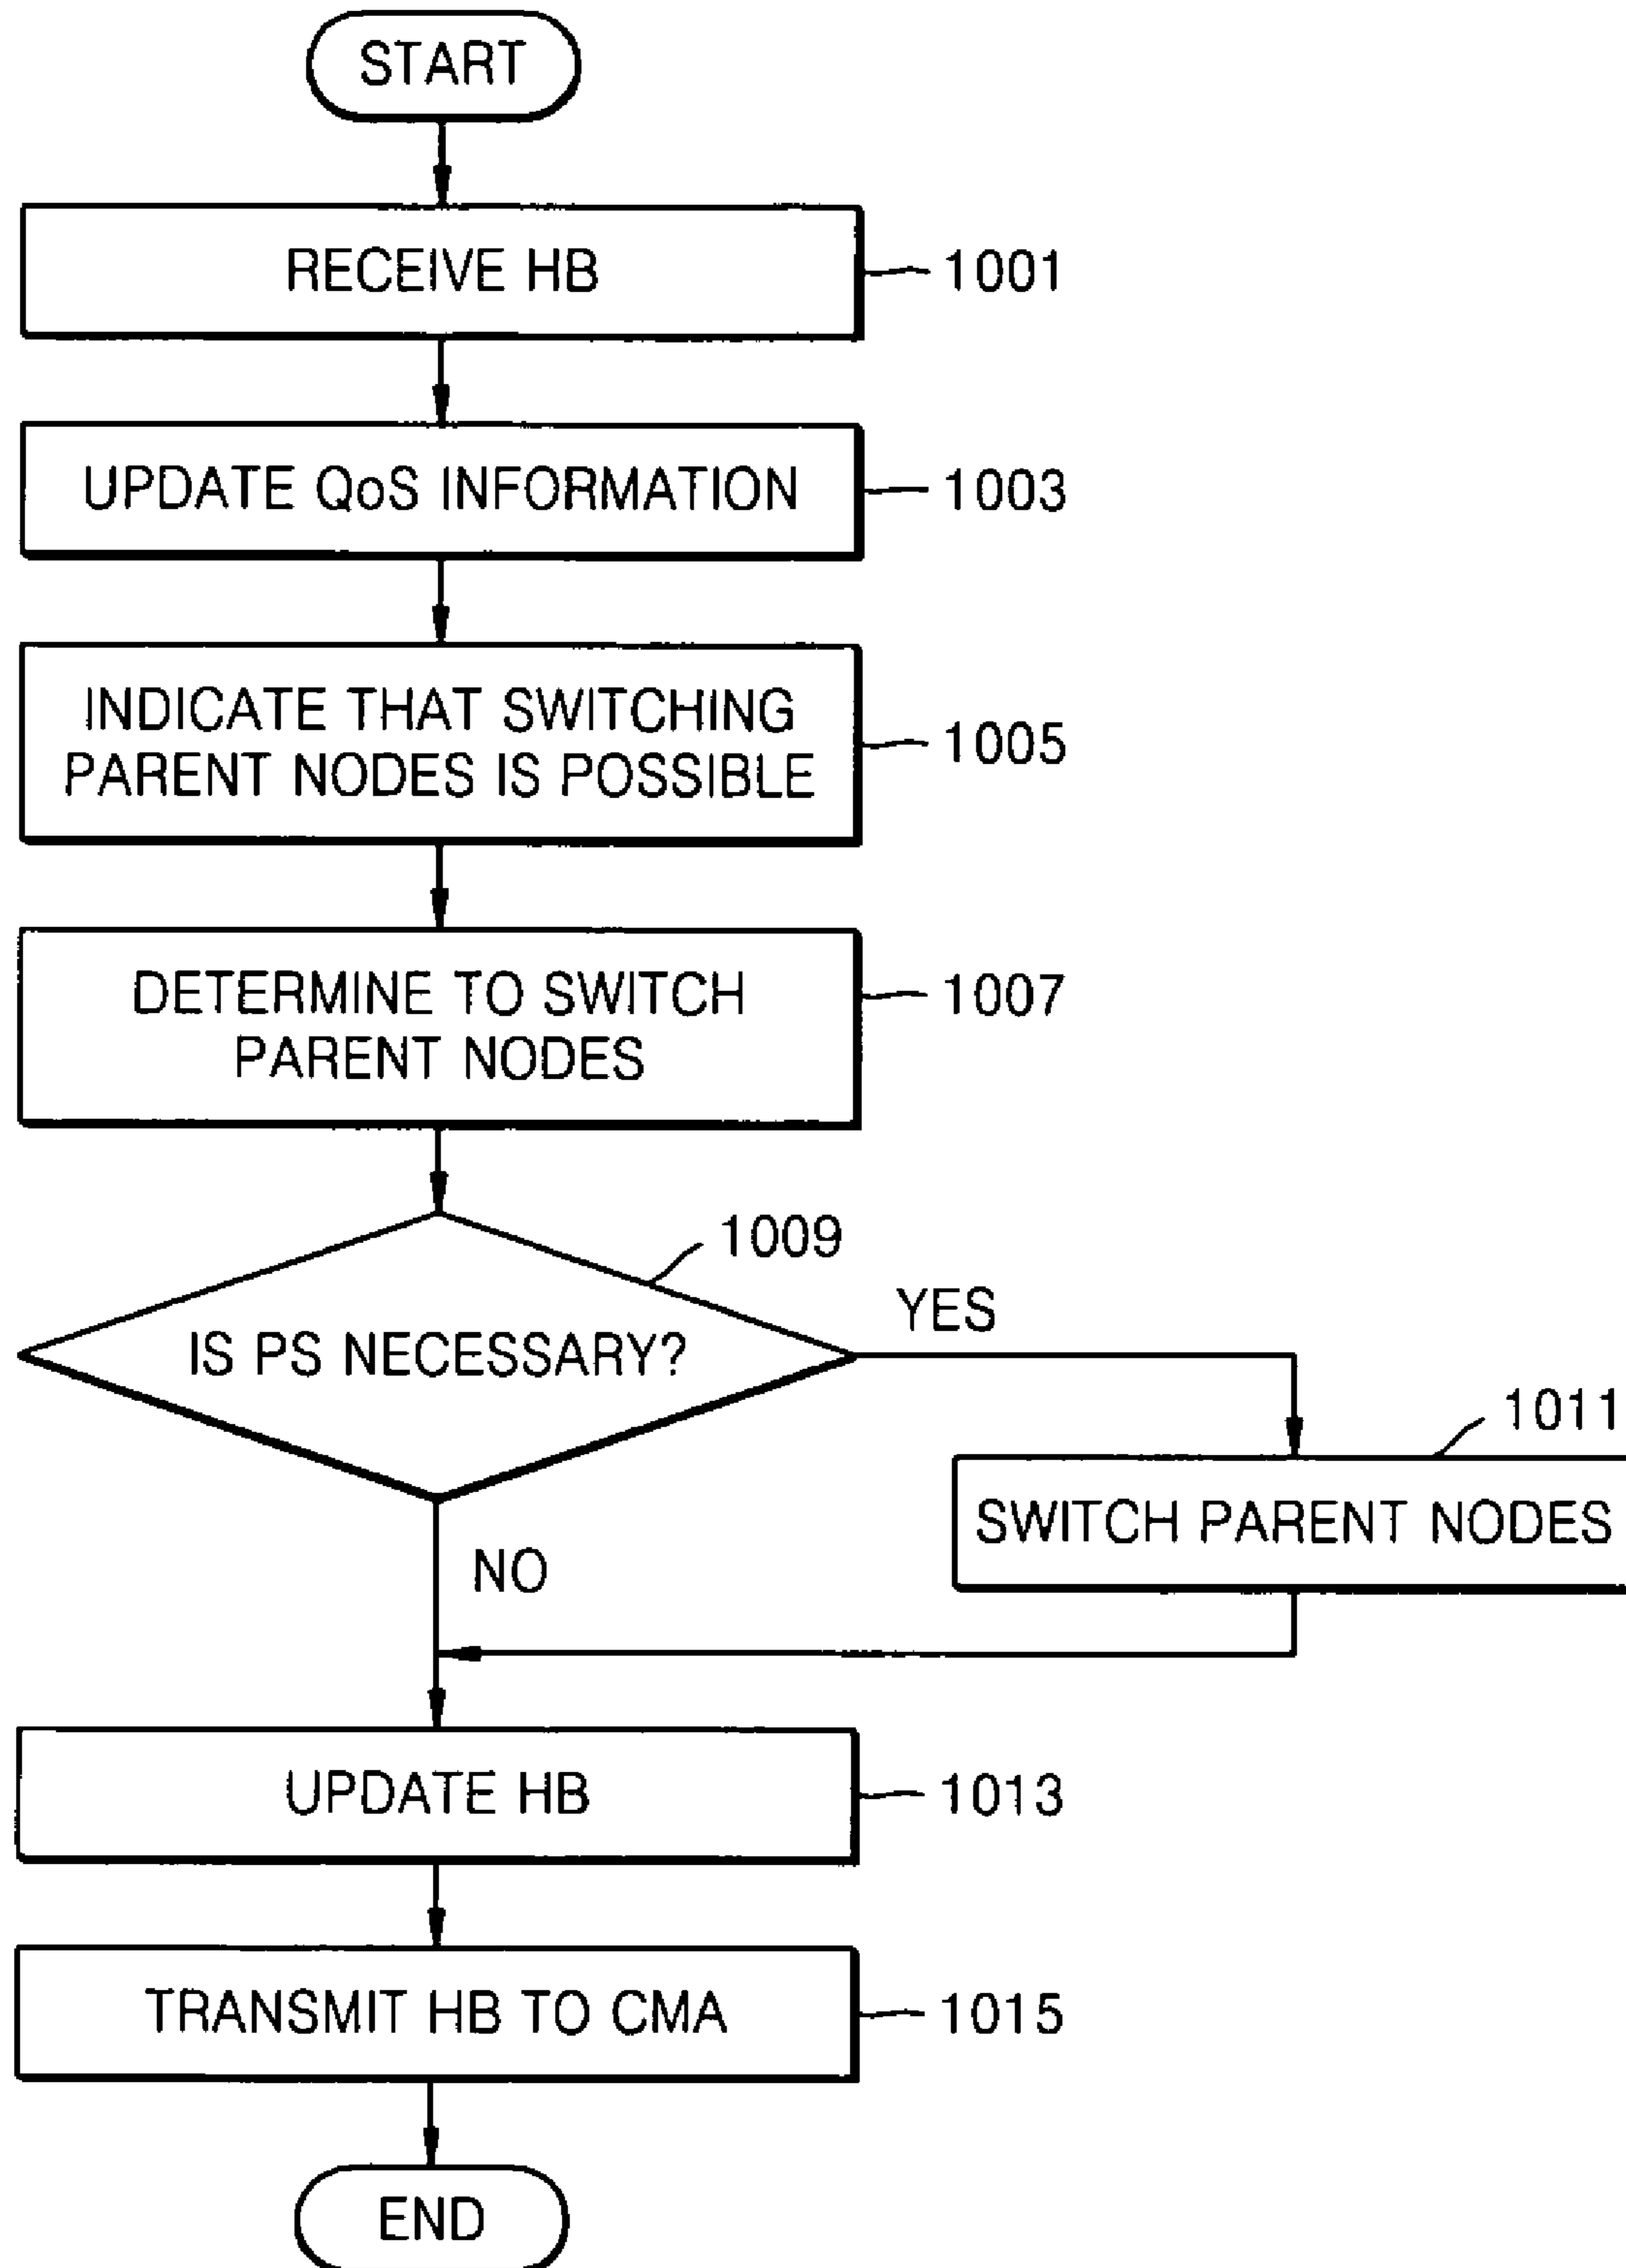 START
RECEIVE HB
1001
UPDATE QoS INFORMATION
1003
INDICATE THAT SWITCHING
PARENT NODES IS POSSIBLE
1005
DETERMINE TO SWITCH
PARENT NODES
1007
1009
IS PS NECESSARY?
YES
1011
SWITCH PARENT NODES
NO
UPDATE HB
1013
TRANSMIT HB TO CMA
1015
END